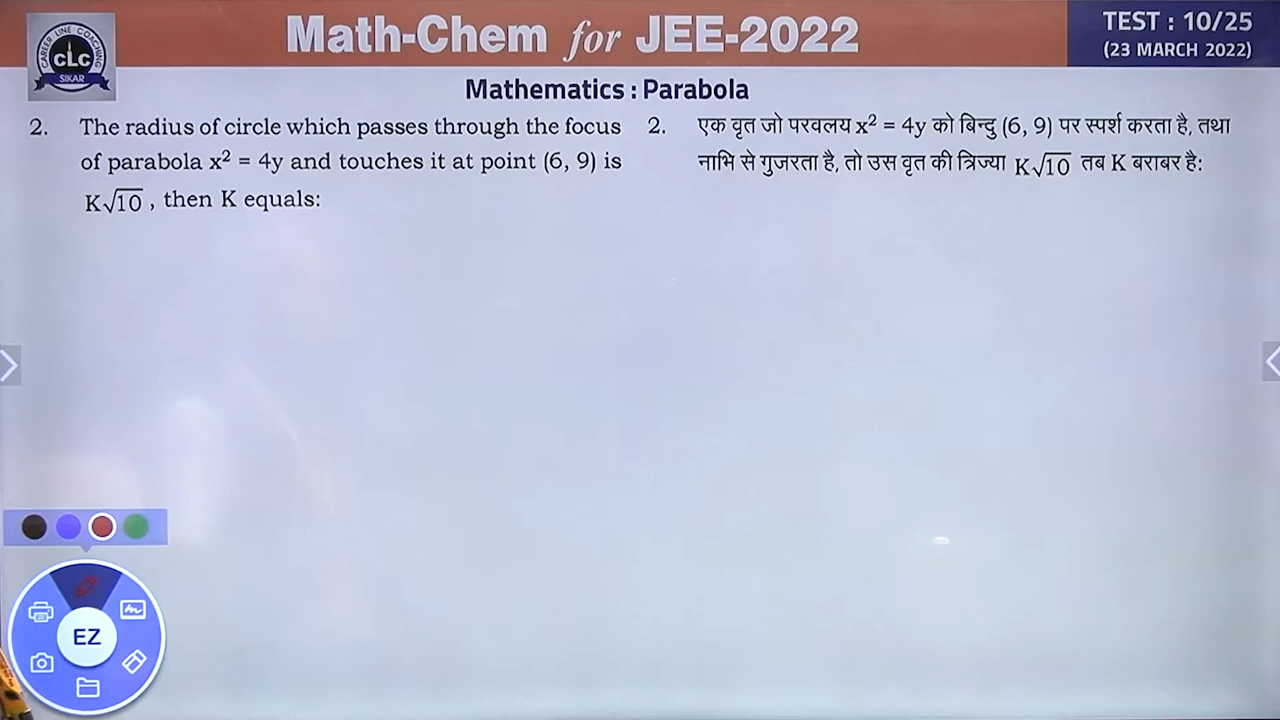 CAREER LINE COACHING
CLC
SIKAR
Math-Chem for JEE-2022
TEST : 10/25
(23 MARCH 2022)
Mathematics : Parabola
2. The radius of circle which passes through the focus
of parabola x² = 4y and touches it at point (6, 9) is
K√10 , then K equals:
2. एक वृत जो परवलय x² = 4y को बिन्दु (6, 9) पर स्पर्श करता है, तथा
नाभि से गुजरता है, तो उस वृत की त्रिज्या K√10 तब K बराबर है:
EZ